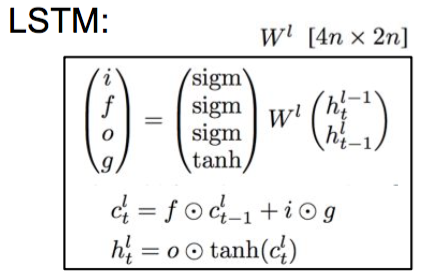 LSTM:
W^l [4n × 2n]
(i f o g) = (sigm sigm sigm tanh) W^l (h_t^{l-1} h_{t-1}^l)
c_t^l = f ⊙ c_{t-1}^l + i ⊙ g
h_t^l = o ⊙ tanh(c_t^l)